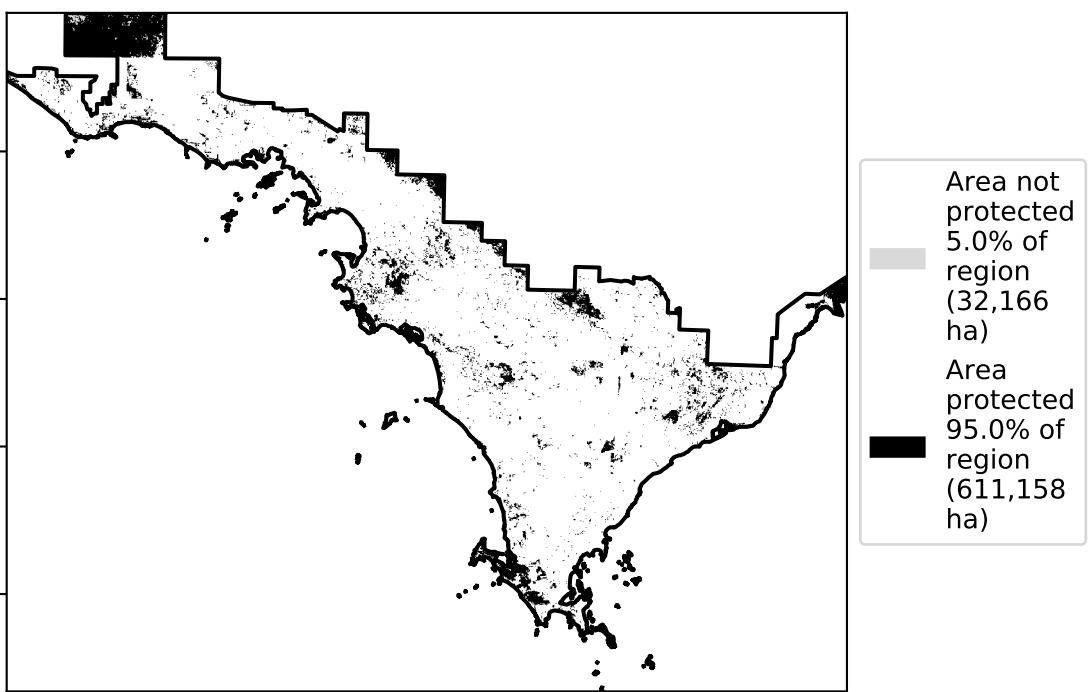 Area not
protected
5.0% of
region
(32,166
ha)
Area
protected
95.0% of
region
(611,158
ha)